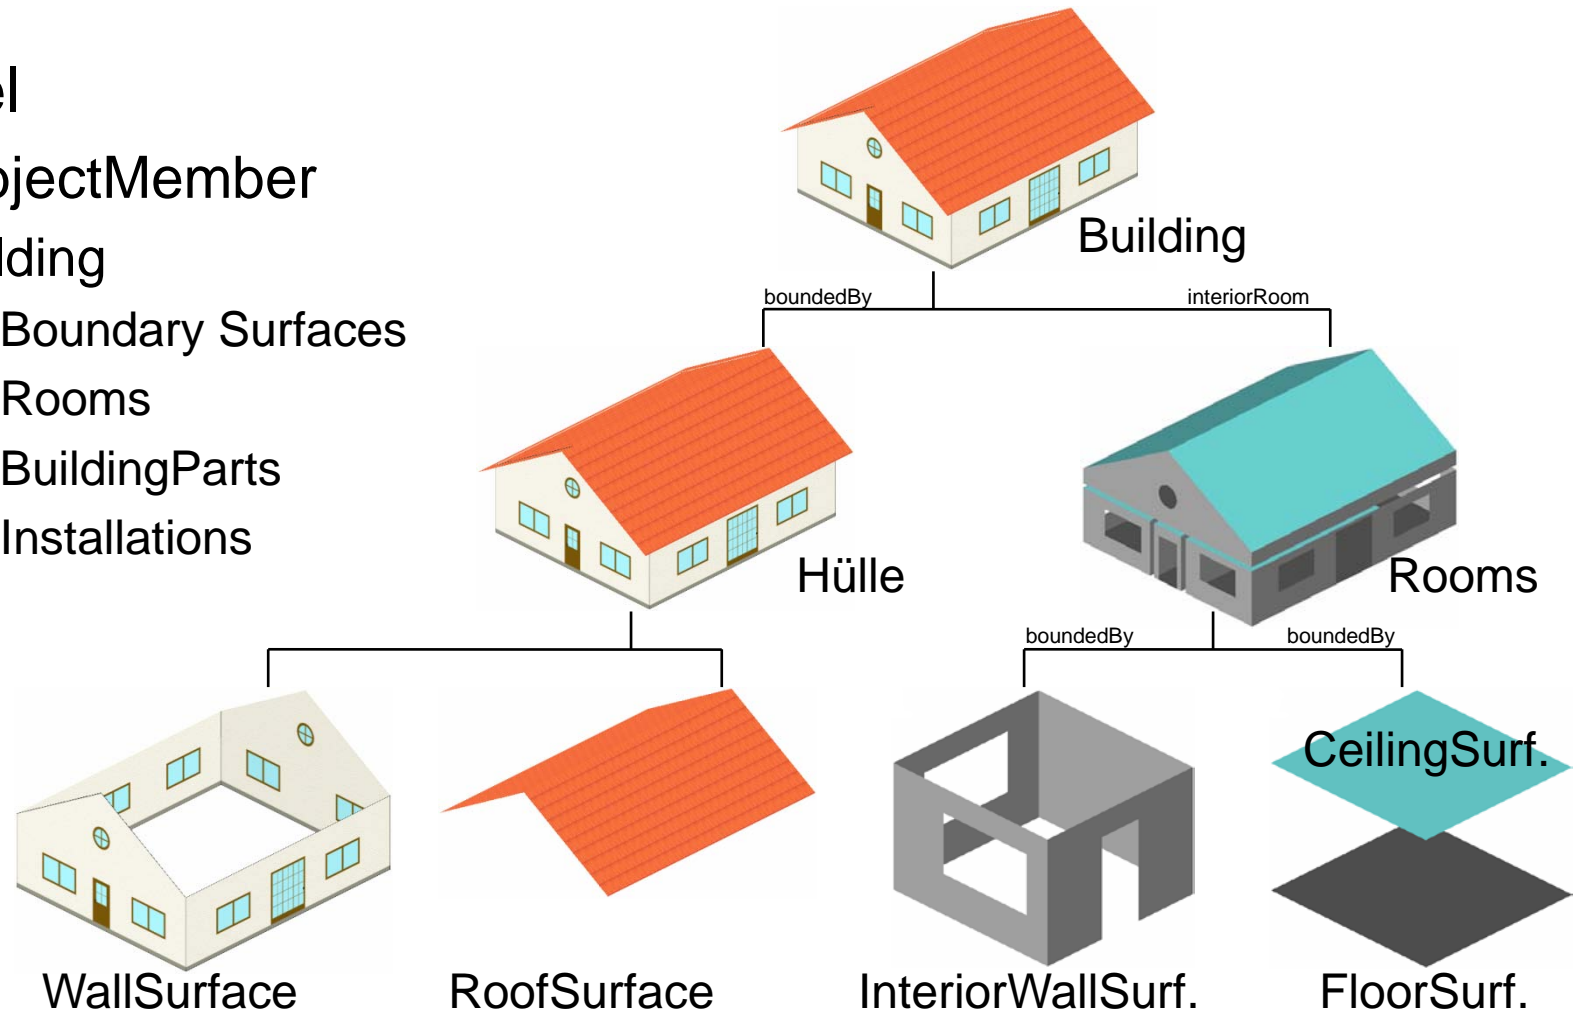 el
ojectMember
lding
Boundary Surfaces
Rooms
BuildingParts
Installations
Building
boundedBy
interiorRoom
Hülle
Rooms
boundedBy
boundedBy
CeilingSurf.
WallSurface
RoofSurface
InteriorWallSurf.
FloorSurf.